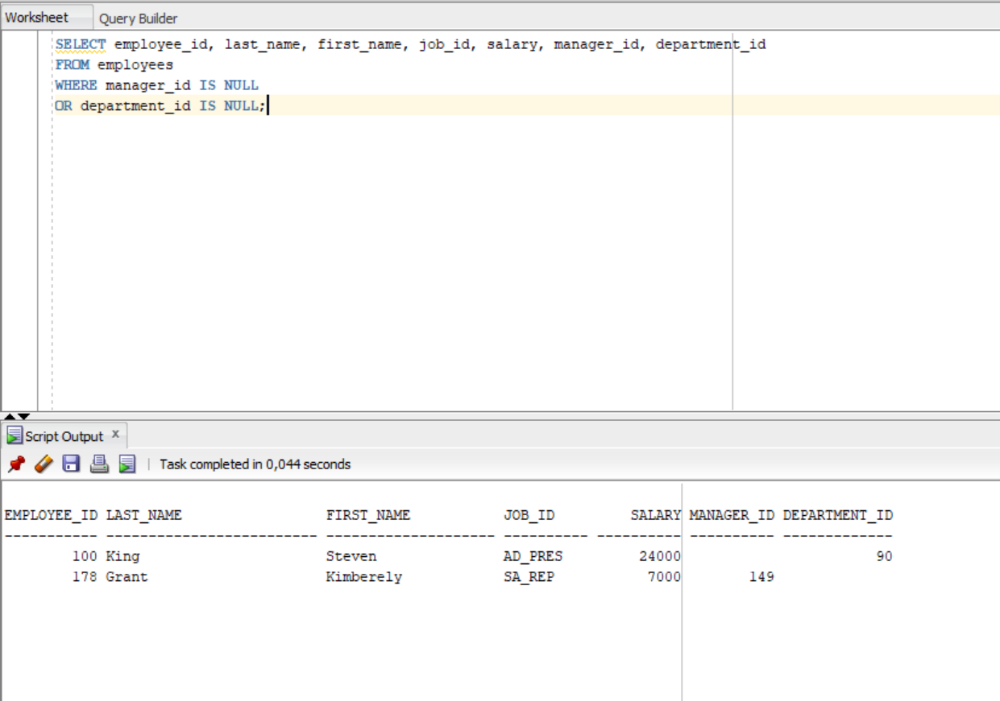 Worksheet Query Builder
SELECT employee_id, last_name, first_name, job_id, salary, manager_id, department_id
FROM employees
WHERE manager_id IS NULL
OR department_id IS NULL;
Script Output x
Task completed in 0,044 seconds
EMPLOYEE_ID LAST_NAME FIRST_NAME JOB_ID SALARY MANAGER_ID DEPARTMENT_ID
----------- ------------------------- -------------------- ---------- ---------- ---------- -------------
100 King Steven AD_PRES 24000 90
178 Grant Kimberely SA_REP 7000 149